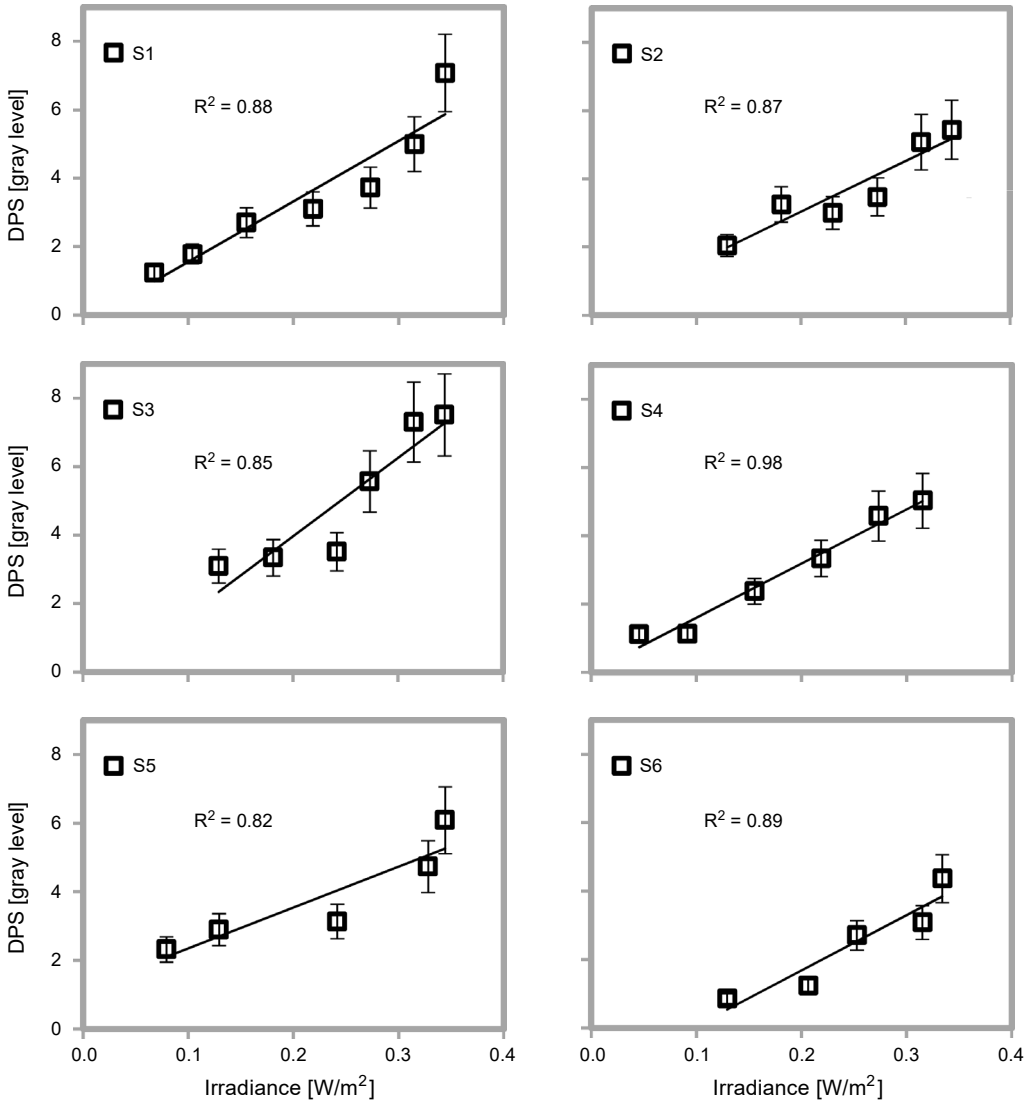 8
6
4
2
0
DPS [gray level]
S1
R² = 0.88
S2
R² = 0.87
8
6
4
2
0
DPS [gray level]
S3
R² = 0.85
S4
R² = 0.98
8
6
4
2
0
DPS [gray level]
S5
R² = 0.82
S6
R² = 0.89
0.0 0.1 0.2 0.3 0.4
0.0 0.1 0.2 0.3 0.4
Irradiance [W/m²]
Irradiance [W/m²]